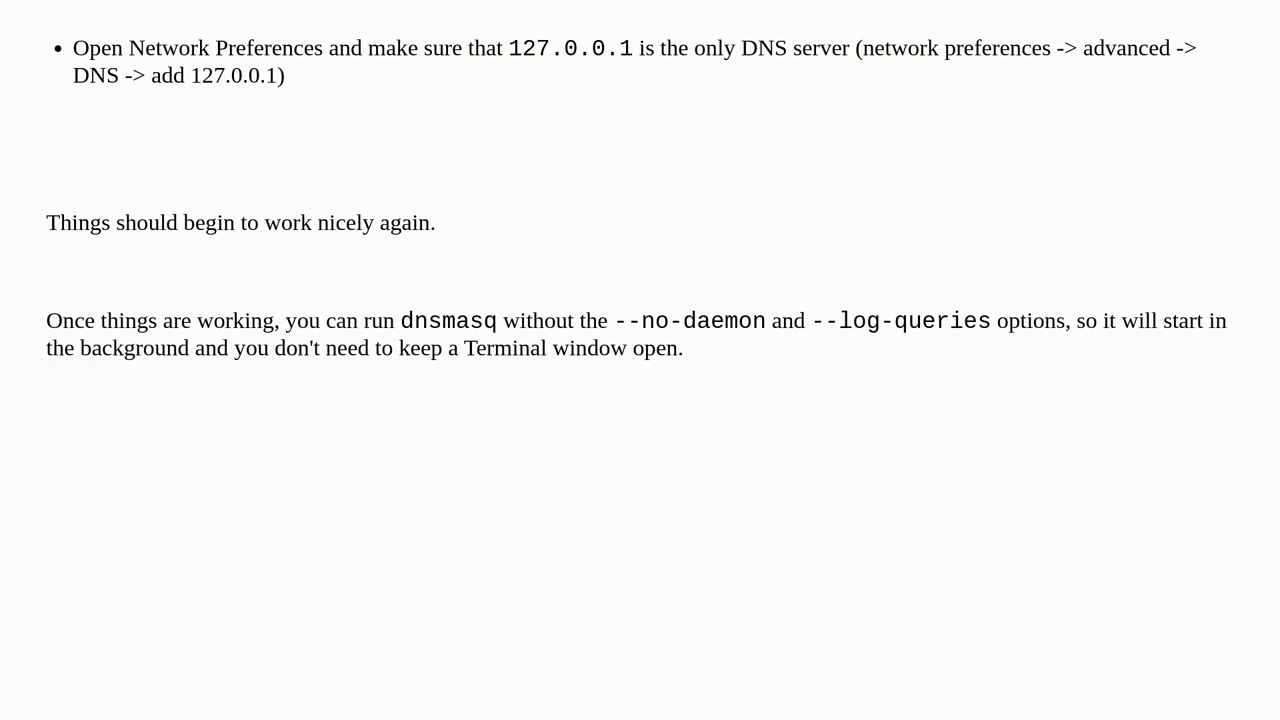 • Open Network Preferences and make sure that 127.0.0.1 is the only DNS server (network preferences -> advanced ->
DNS -> add 127.0.0.1)
Things should begin to work nicely again.
Once things are working, you can run dnsmasq without the --no-daemon and --log-queries options, so it will start in
the background and you don't need to keep a Terminal window open.